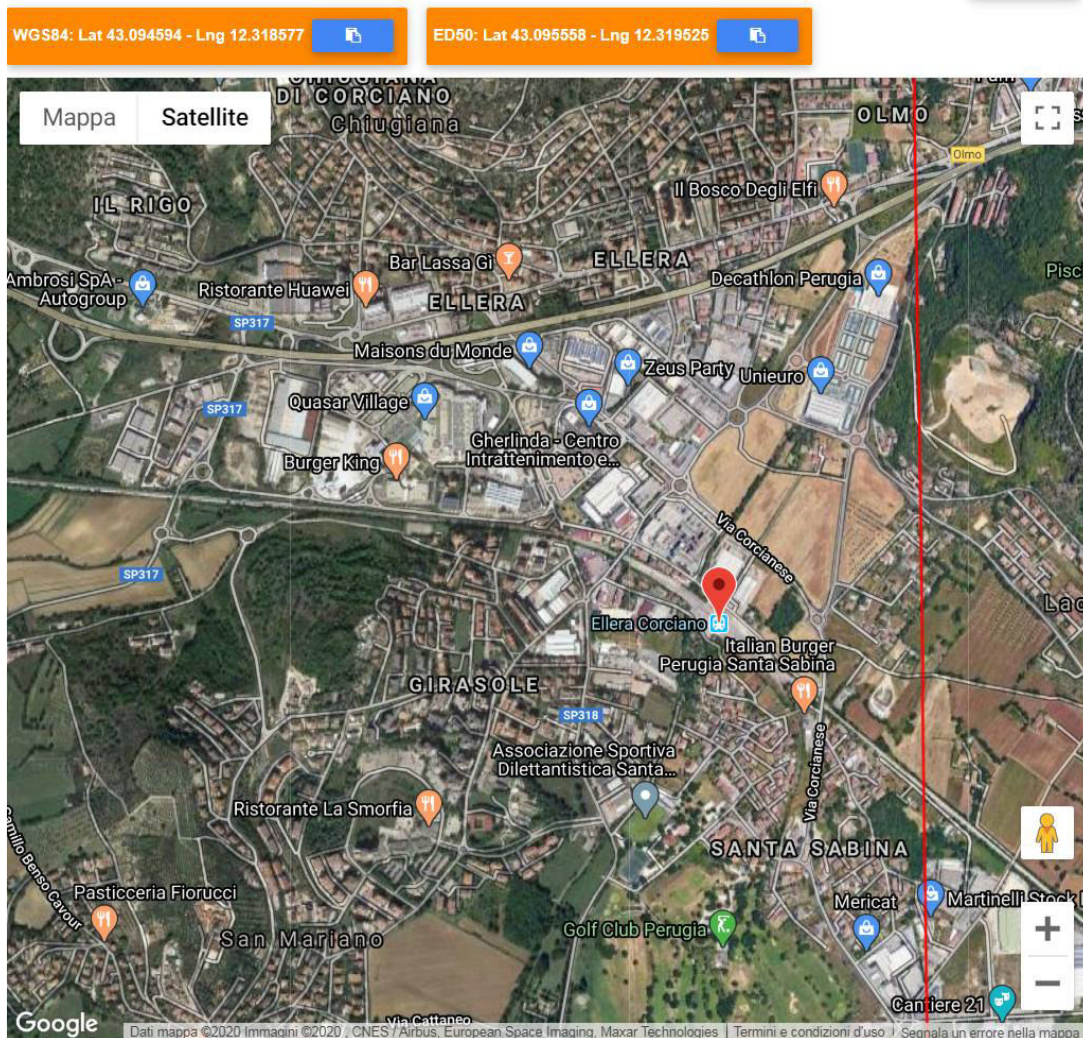 WGS84: Lat 43.094594 - Lng 12.318577
ED50: Lat 43.095558 - Lng 12.319525
Mappa
Satellite
DI CORCIANO
Chiugiana
OLMO
Olmo
Il Bosco Degli Elfi
IL RIGO
Bar Lassa Gi
ELLERA
Decathlon Perugia
Ambrosi SpA -
Autogroup
Ristorante Huawei
ELLERA
SP317
Maisons du Monde
Zeus Party
Unieuro
Quasar Village
SP317
Gherlinda - Centro
Intrattenimento e...
Burger King
Via Corcianese
SP317
Ellera Corciano
Italian Burger
Perugia Santa Sabina
GIRASOLE
SP318
Associazione Sportiva
Dilettantistica Santa...
Via Corcianese
Ristorante La Smorfia
SANTA SABINA
Camillo Benso Cavour
Pasticceria Fiorucci
Mericat
Martinelli Stock
San Mariano
Golf Club Perugia
Cantiere 21
Via Cattaneo
Google
Dati mappa ©2020 Immagini ©2020 , CNES / Airbus, European Space Imaging, Maxar Technologies
Termini e condizioni d'uso
Segnala un errore nella mappa